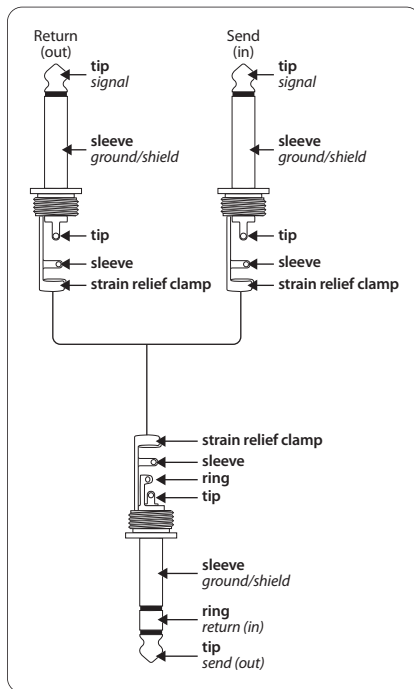 Return
(out)
tip
signal
sleeve
ground/shield
tip
sleeve
strain relief clamp
Send
(in)
tip
signal
sleeve
ground/shield
tip
sleeve
strain relief clamp
strain relief clamp
sleeve
ring
tip
sleeve
ground/shield
ring
return (in)
tip
send (out)